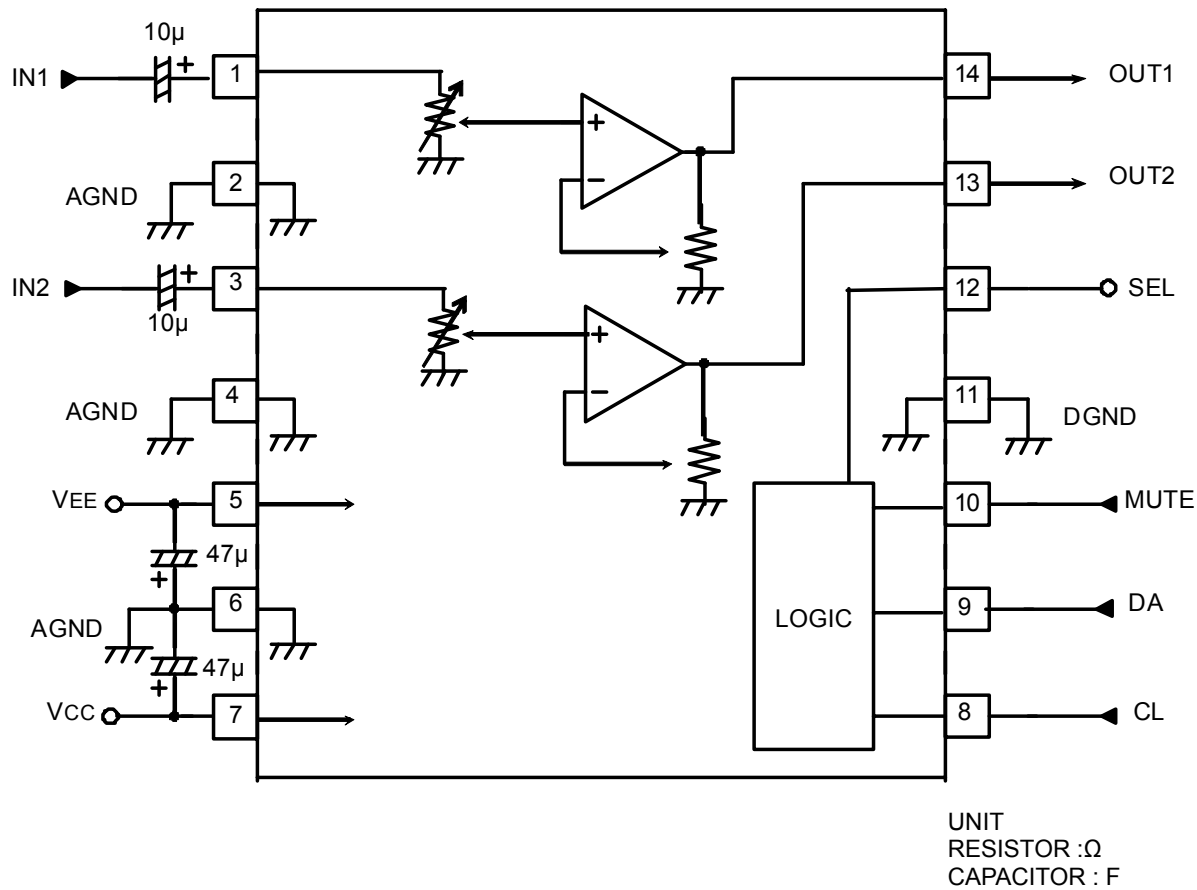 10µ
IN1
+
1
14
OUT1
+
−
AGND
2
13
OUT2
IN2
+
3
10µ
12
SEL
+
−
AGND
4
11
DGND
VEE
5
10
MUTE
47µ
+
AGND
6
LOGIC
9
DA
47µ
+
VCC
7
8
CL
UNIT
RESISTOR :Ω
CAPACITOR : F